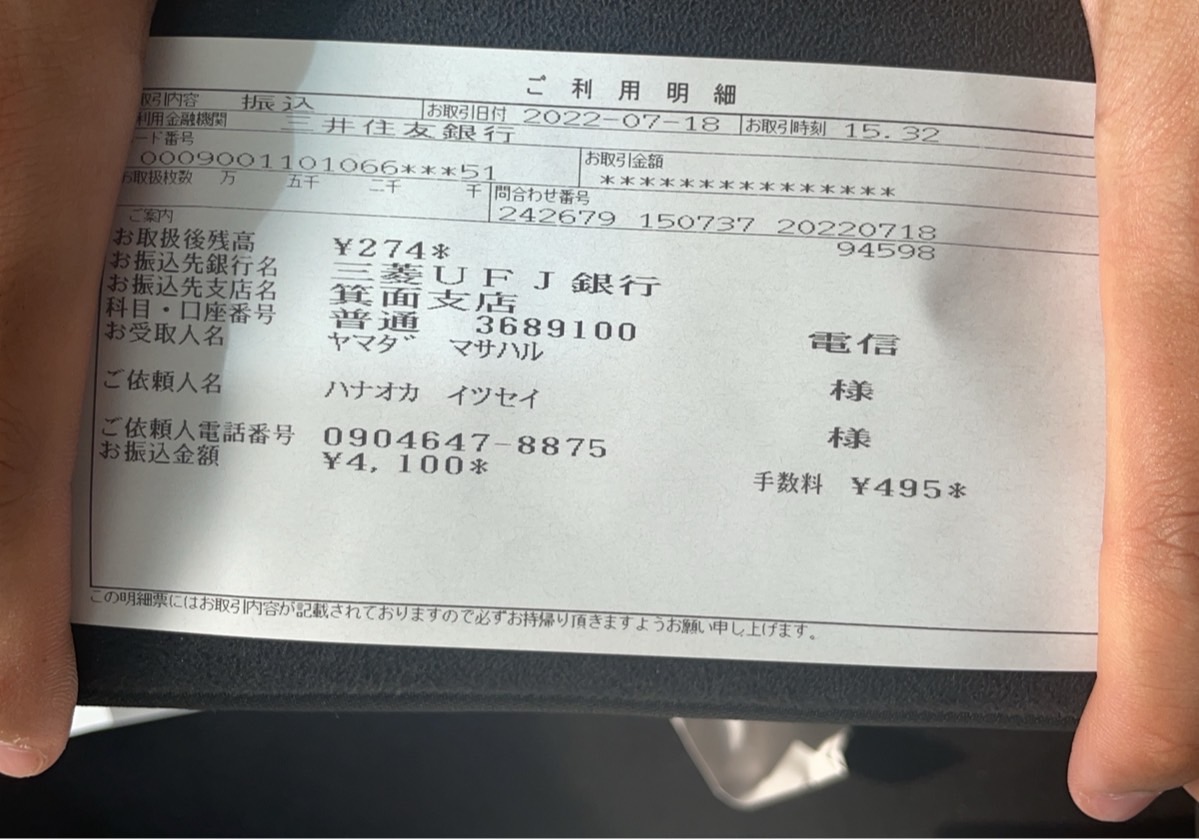 ご利用明細
取引内容 振込 お取引日付 2022-07-18 お取引時刻 15.32
利用金融機関 三井住友銀行
ード番号 お取引金額
0009001101066***51 ***************
お取扱枚数 万 五千 二千 千 問合わせ番号
242679 150737 20220718
ご案内 94598
お取扱後残高 ¥274*
お振込先銀行名 三菱UFJ銀行
お振込先支店名 箕面支店
科目・口座番号 普通 3689100 電信
お受取人名 ヤマダ マサハル 様
ご依頼人名 ハナオカ イツセイ 様
ご依頼人電話番号 0904647-8875
お振込金額 ¥4,100* 手数料 ¥495*
この明細票にはお取引内容が記載されておりますので必ずお持帰り頂きますようお願い申し上げます。